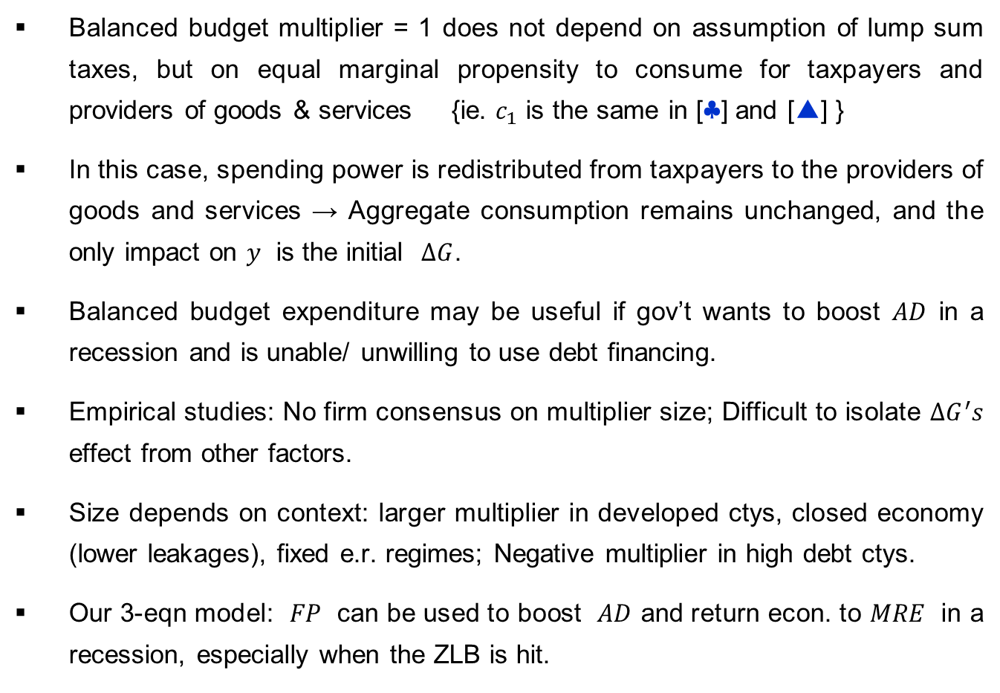 ▪ Balanced budget multiplier = 1 does not depend on assumption of lump sum
taxes, but on equal marginal propensity to consume for taxpayers and
providers of goods & services {ie. c₁ is the same in [♣] and [▲] }
▪ In this case, spending power is redistributed from taxpayers to the providers of
goods and services → Aggregate consumption remains unchanged, and the
only impact on y is the initial ΔG.
▪ Balanced budget expenditure may be useful if gov’t wants to boost AD in a
recession and is unable/ unwilling to use debt financing.
▪ Empirical studies: No firm consensus on multiplier size; Difficult to isolate ΔG′s
effect from other factors.
▪ Size depends on context: larger multiplier in developed ctys, closed economy
(lower leakages), fixed e.r. regimes; Negative multiplier in high debt ctys.
▪ Our 3-eqn model: FP can be used to boost AD and return econ. to MRE in a
recession, especially when the ZLB is hit.